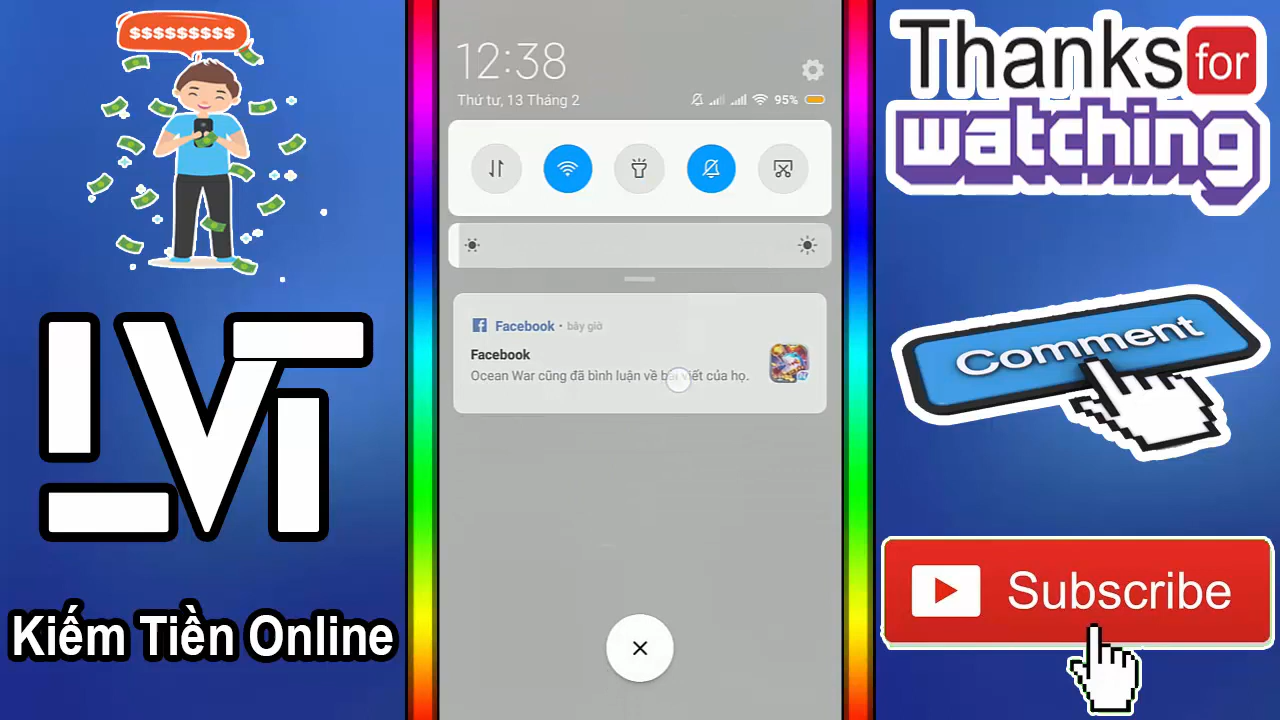 $$$$$$$$$
LVT
Kiếm Tiền Online
12:38
Thứ tư, 13 Tháng 2
95%
Facebook • bây giờ
Facebook
Ocean War cũng đã bình luận về bài viết của họ.
Thanks for
watching
Comment
Subscribe